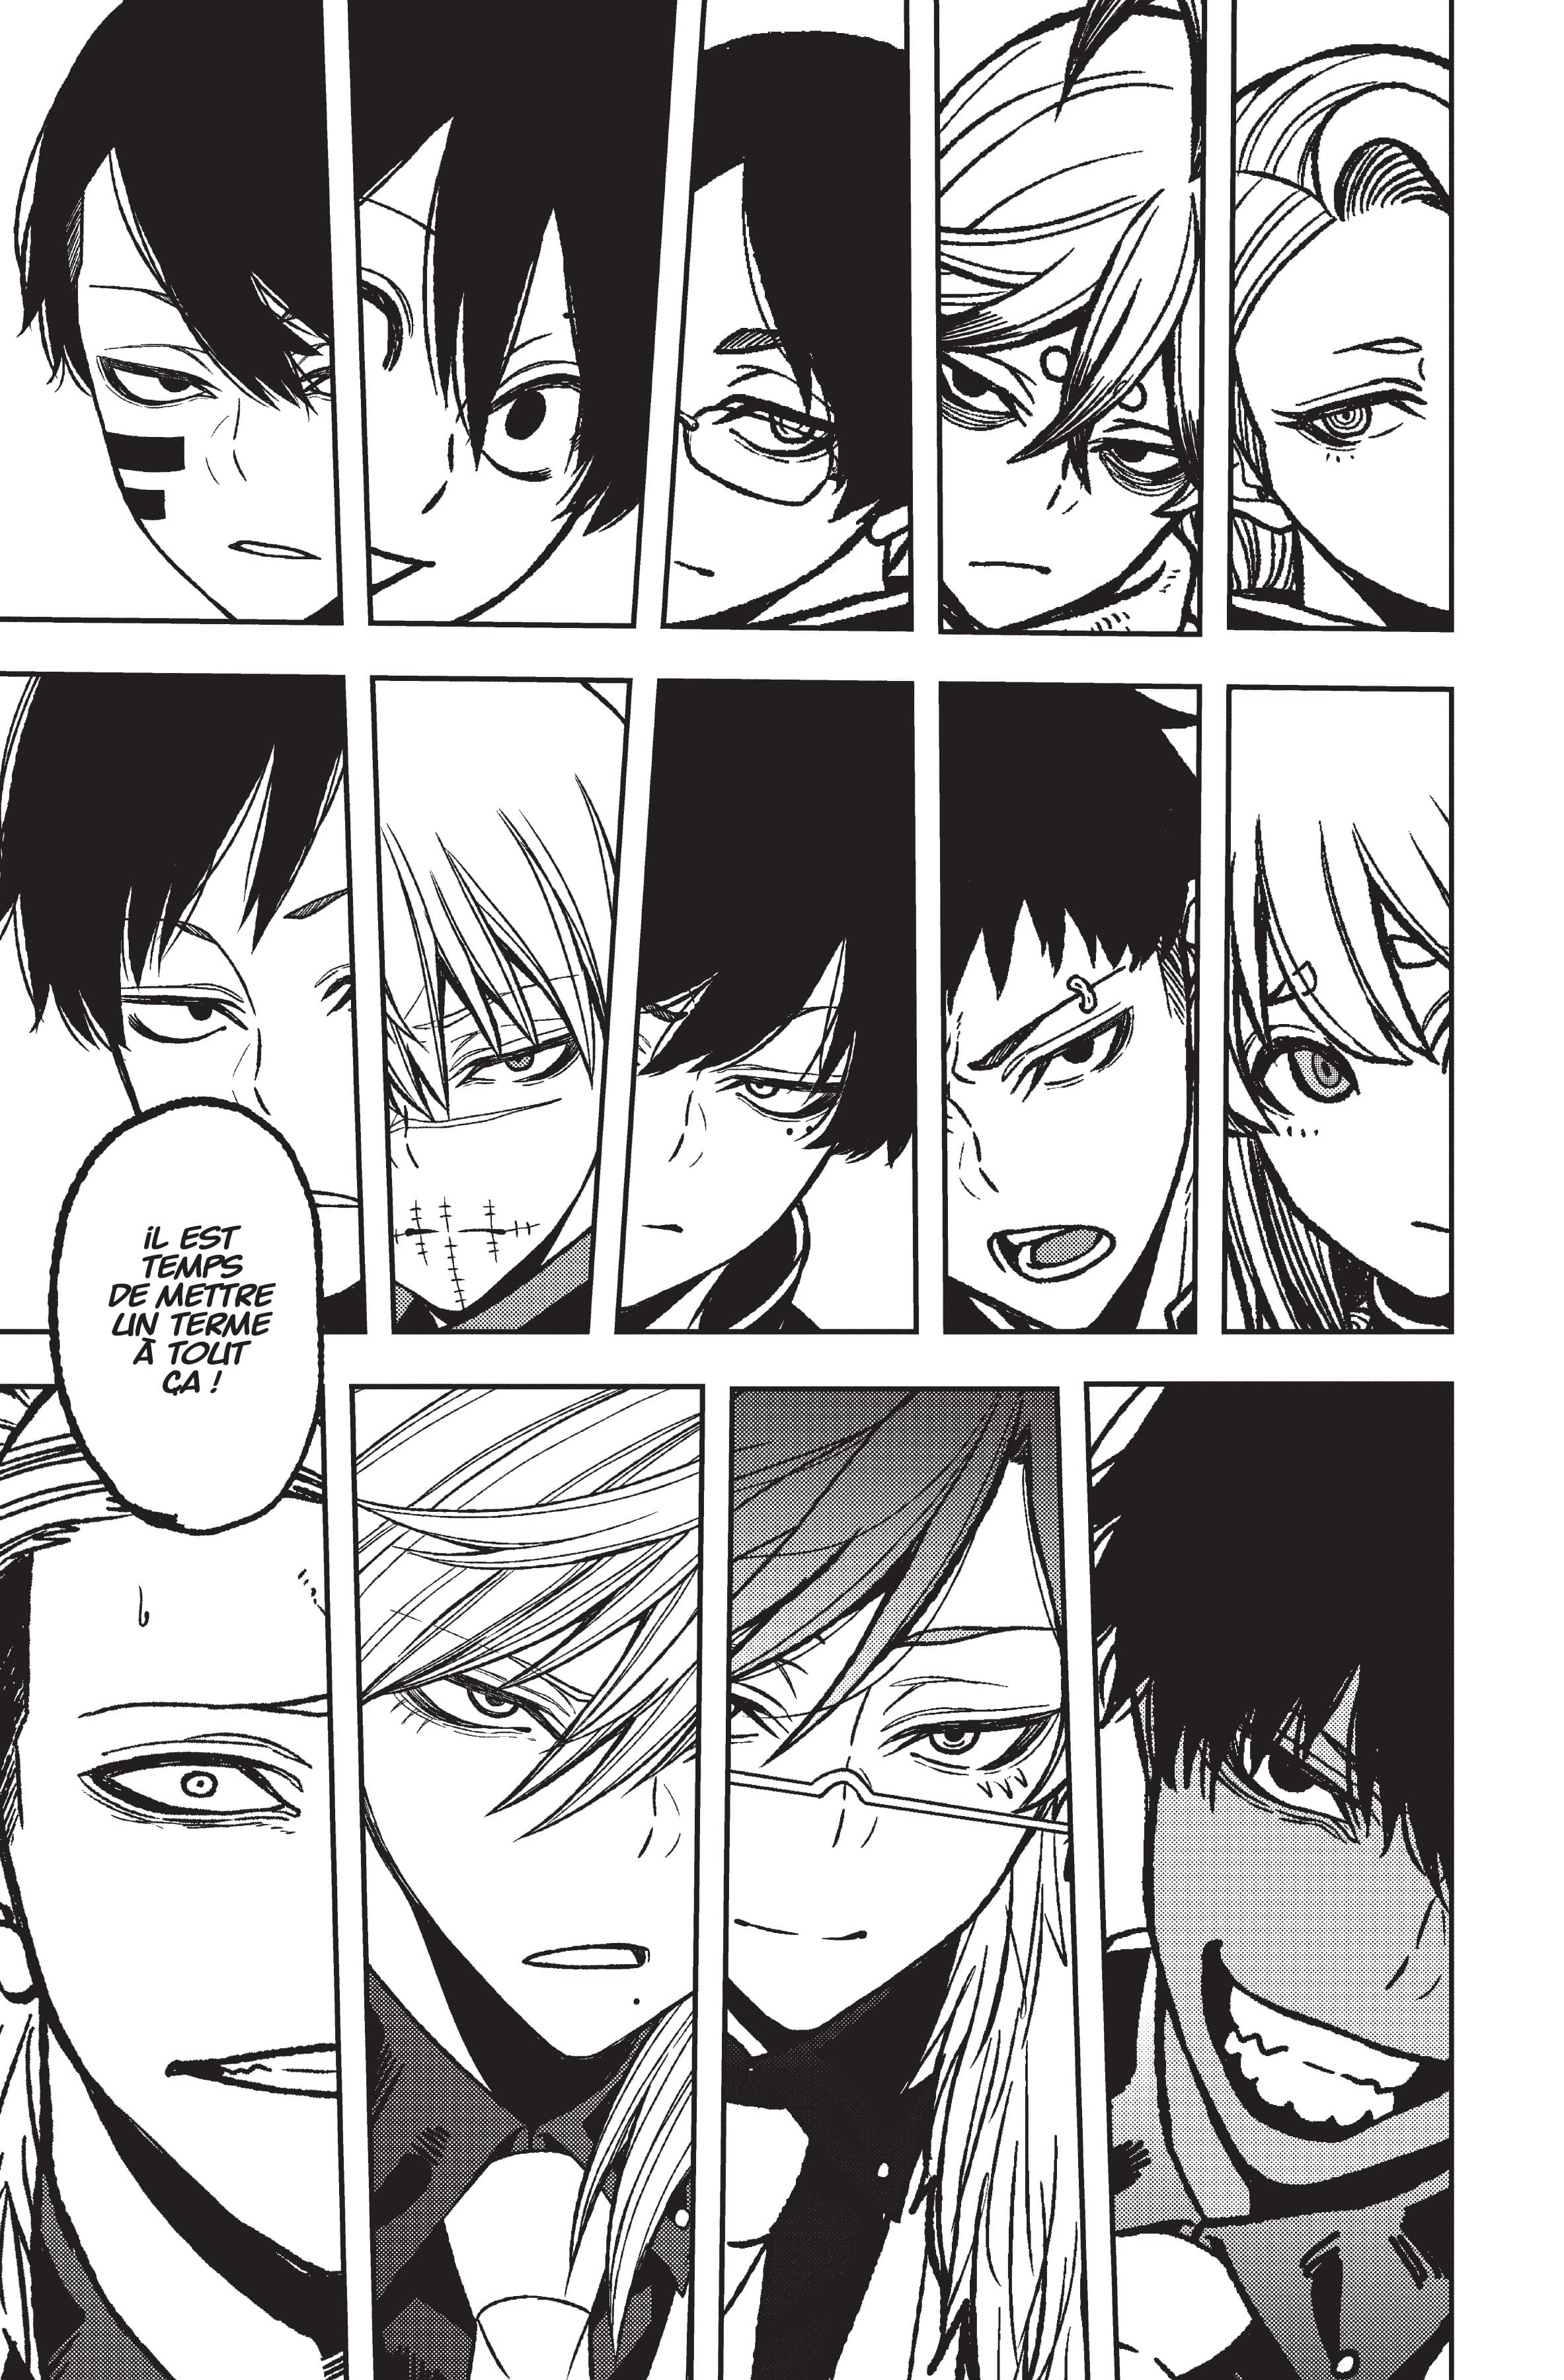 iL EST
TEMPS
DE METTRE
UN TERME
À TOUT
ÇA !